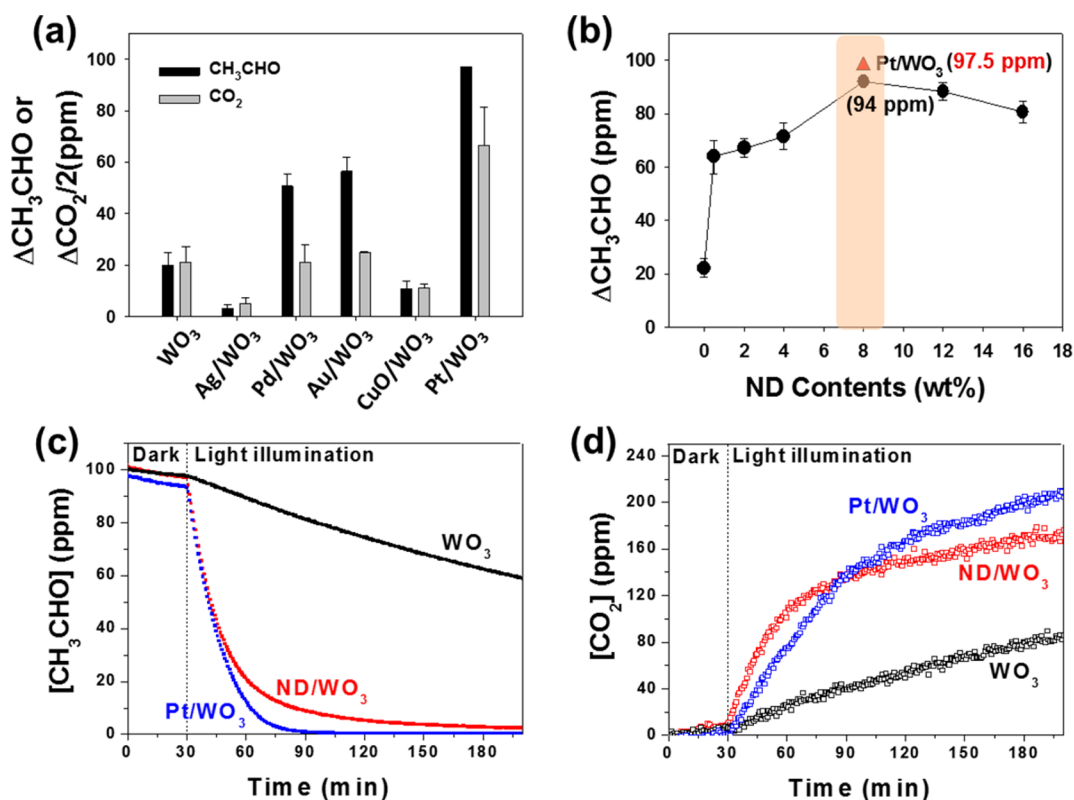 (a)
ΔCH₃CHO or
ΔCO₂/2(ppm)
100
80
60
40
20
0
CH₃CHO
CO₂
WO₃
Ag/WO₃
Pd/WO₃
Au/WO₃
CuO/WO₃
Pt/WO₃
(b)
ΔCH₃CHO (ppm)
100
80
60
40
20
0
Pt/WO₃ (97.5 ppm)
(94 ppm)
0 2 4 6 8 10 12 14 16 18
ND Contents (wt%)
(c)
[CH₃CHO] (ppm)
100
80
60
40
20
0
Dark Light illumination
WO₃
ND/WO₃
Pt/WO₃
0 30 60 90 120 150 180
Time (min)
(d)
[CO₂] (ppm)
240
200
160
120
80
40
0
Dark Light illumination
Pt/WO₃
ND/WO₃
WO₃
0 30 60 90 120 150 180
Time (min)